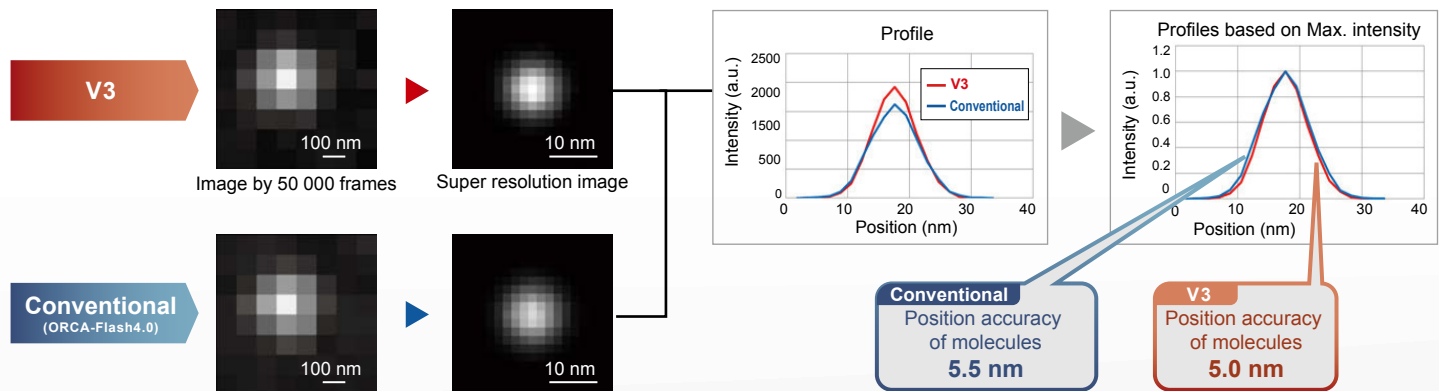 V3
100 nm
Image by 50 000 frames
10 nm
Super resolution image
Conventional
(ORCA-Flash4.0)
100 nm
10 nm
Profile
Intensity (a.u.)
2500
2000
1500
500
0
V3
Conventional
0
10
20
30
40
Position (nm)
Profiles based on Max. intensity
Intensity (a.u.)
1.2
1.0
0.8
0.6
0.4
0.2
0
0
10
20
30
40
Position (nm)
Conventional
Position accuracy
of molecules
5.5 nm
V3
Position accuracy
of molecules
5.0 nm